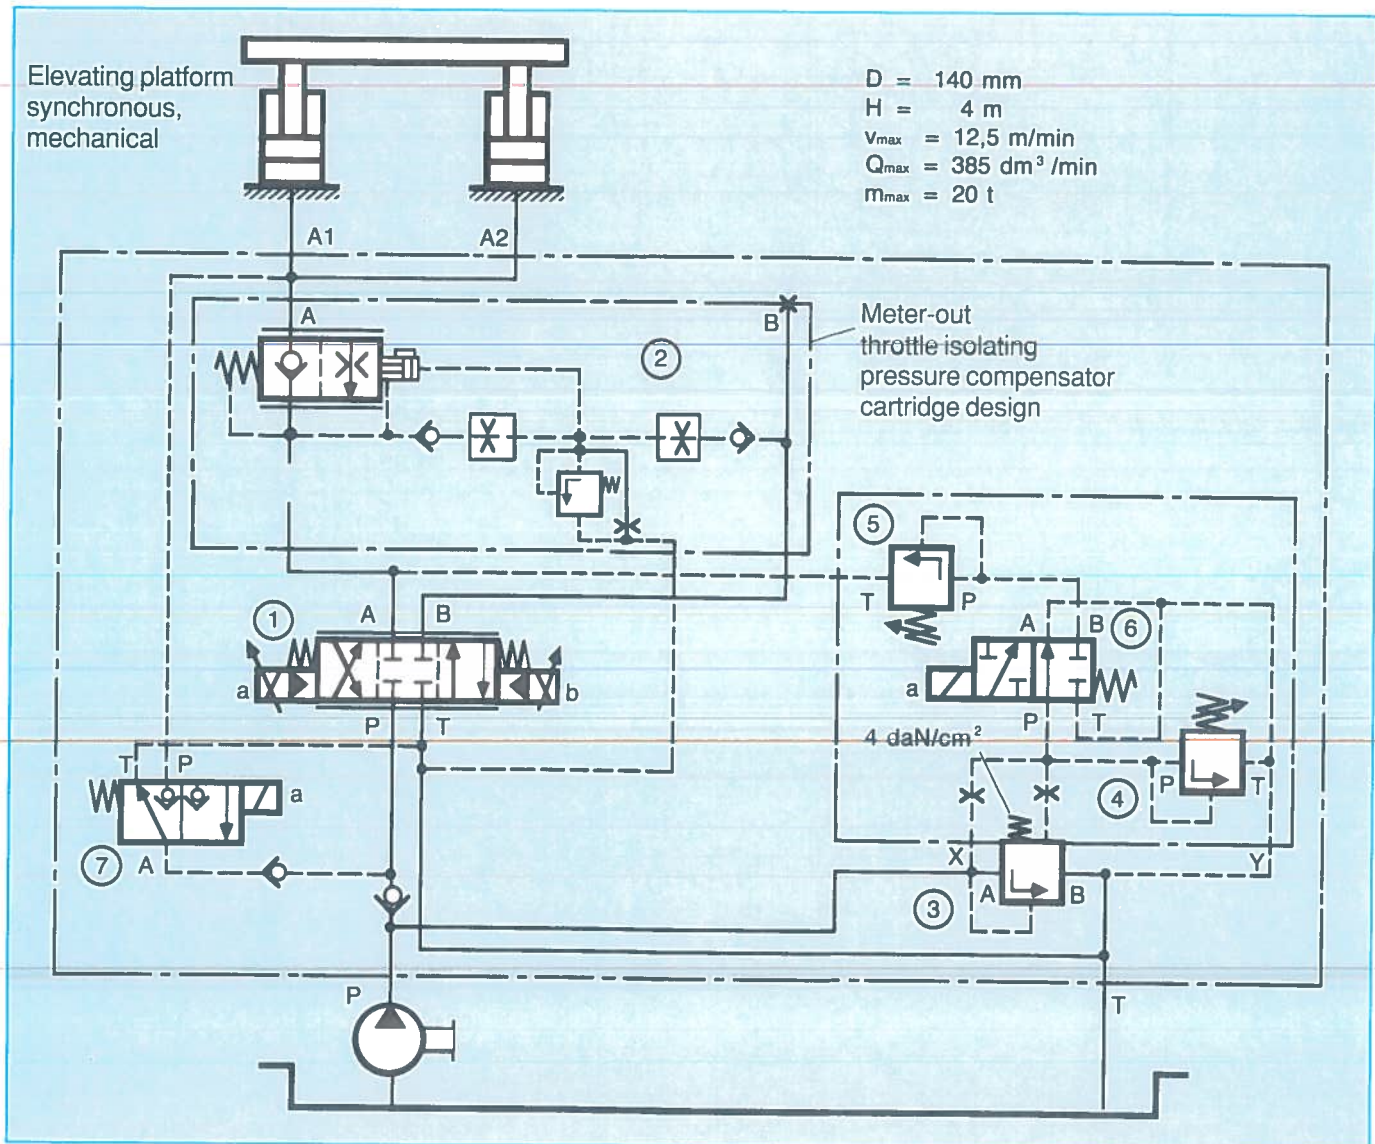 Elevating platform
synchronous,
mechanical
D = 140 mm
H = 4 m
vmax = 12,5 m/min
Qmax = 385 dm³/min
mmax = 20 t
A1
A2
A
B
2
Meter-out
throttle isolating
pressure compensator
cartridge design
5
T
P
1
A
B
a
b
P
T
A
B
6
a
P
T
4 daN/cm²
P
T
4
T
P
a
7
A
X
Y
3
A
B
P
T